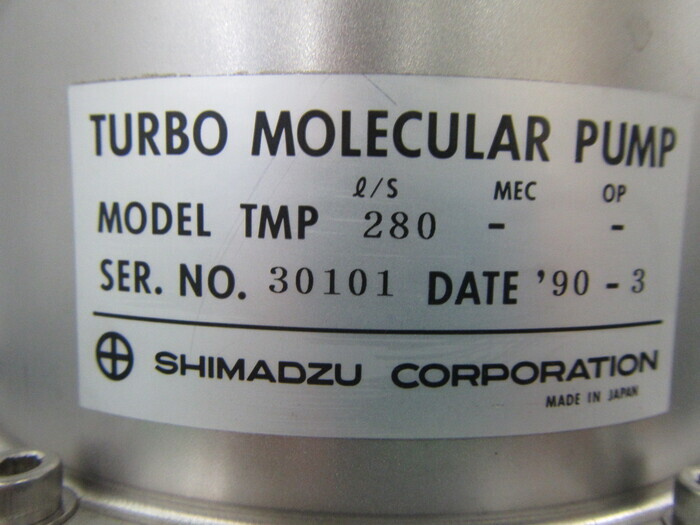 TURBO MOLECULAR PUMP
ℓ/S MEC OP
MODEL TMP 280 - -
SER. NO. 30101 DATE '90 - 3
SHIMADZU CORPORATION
MADE IN JAPAN